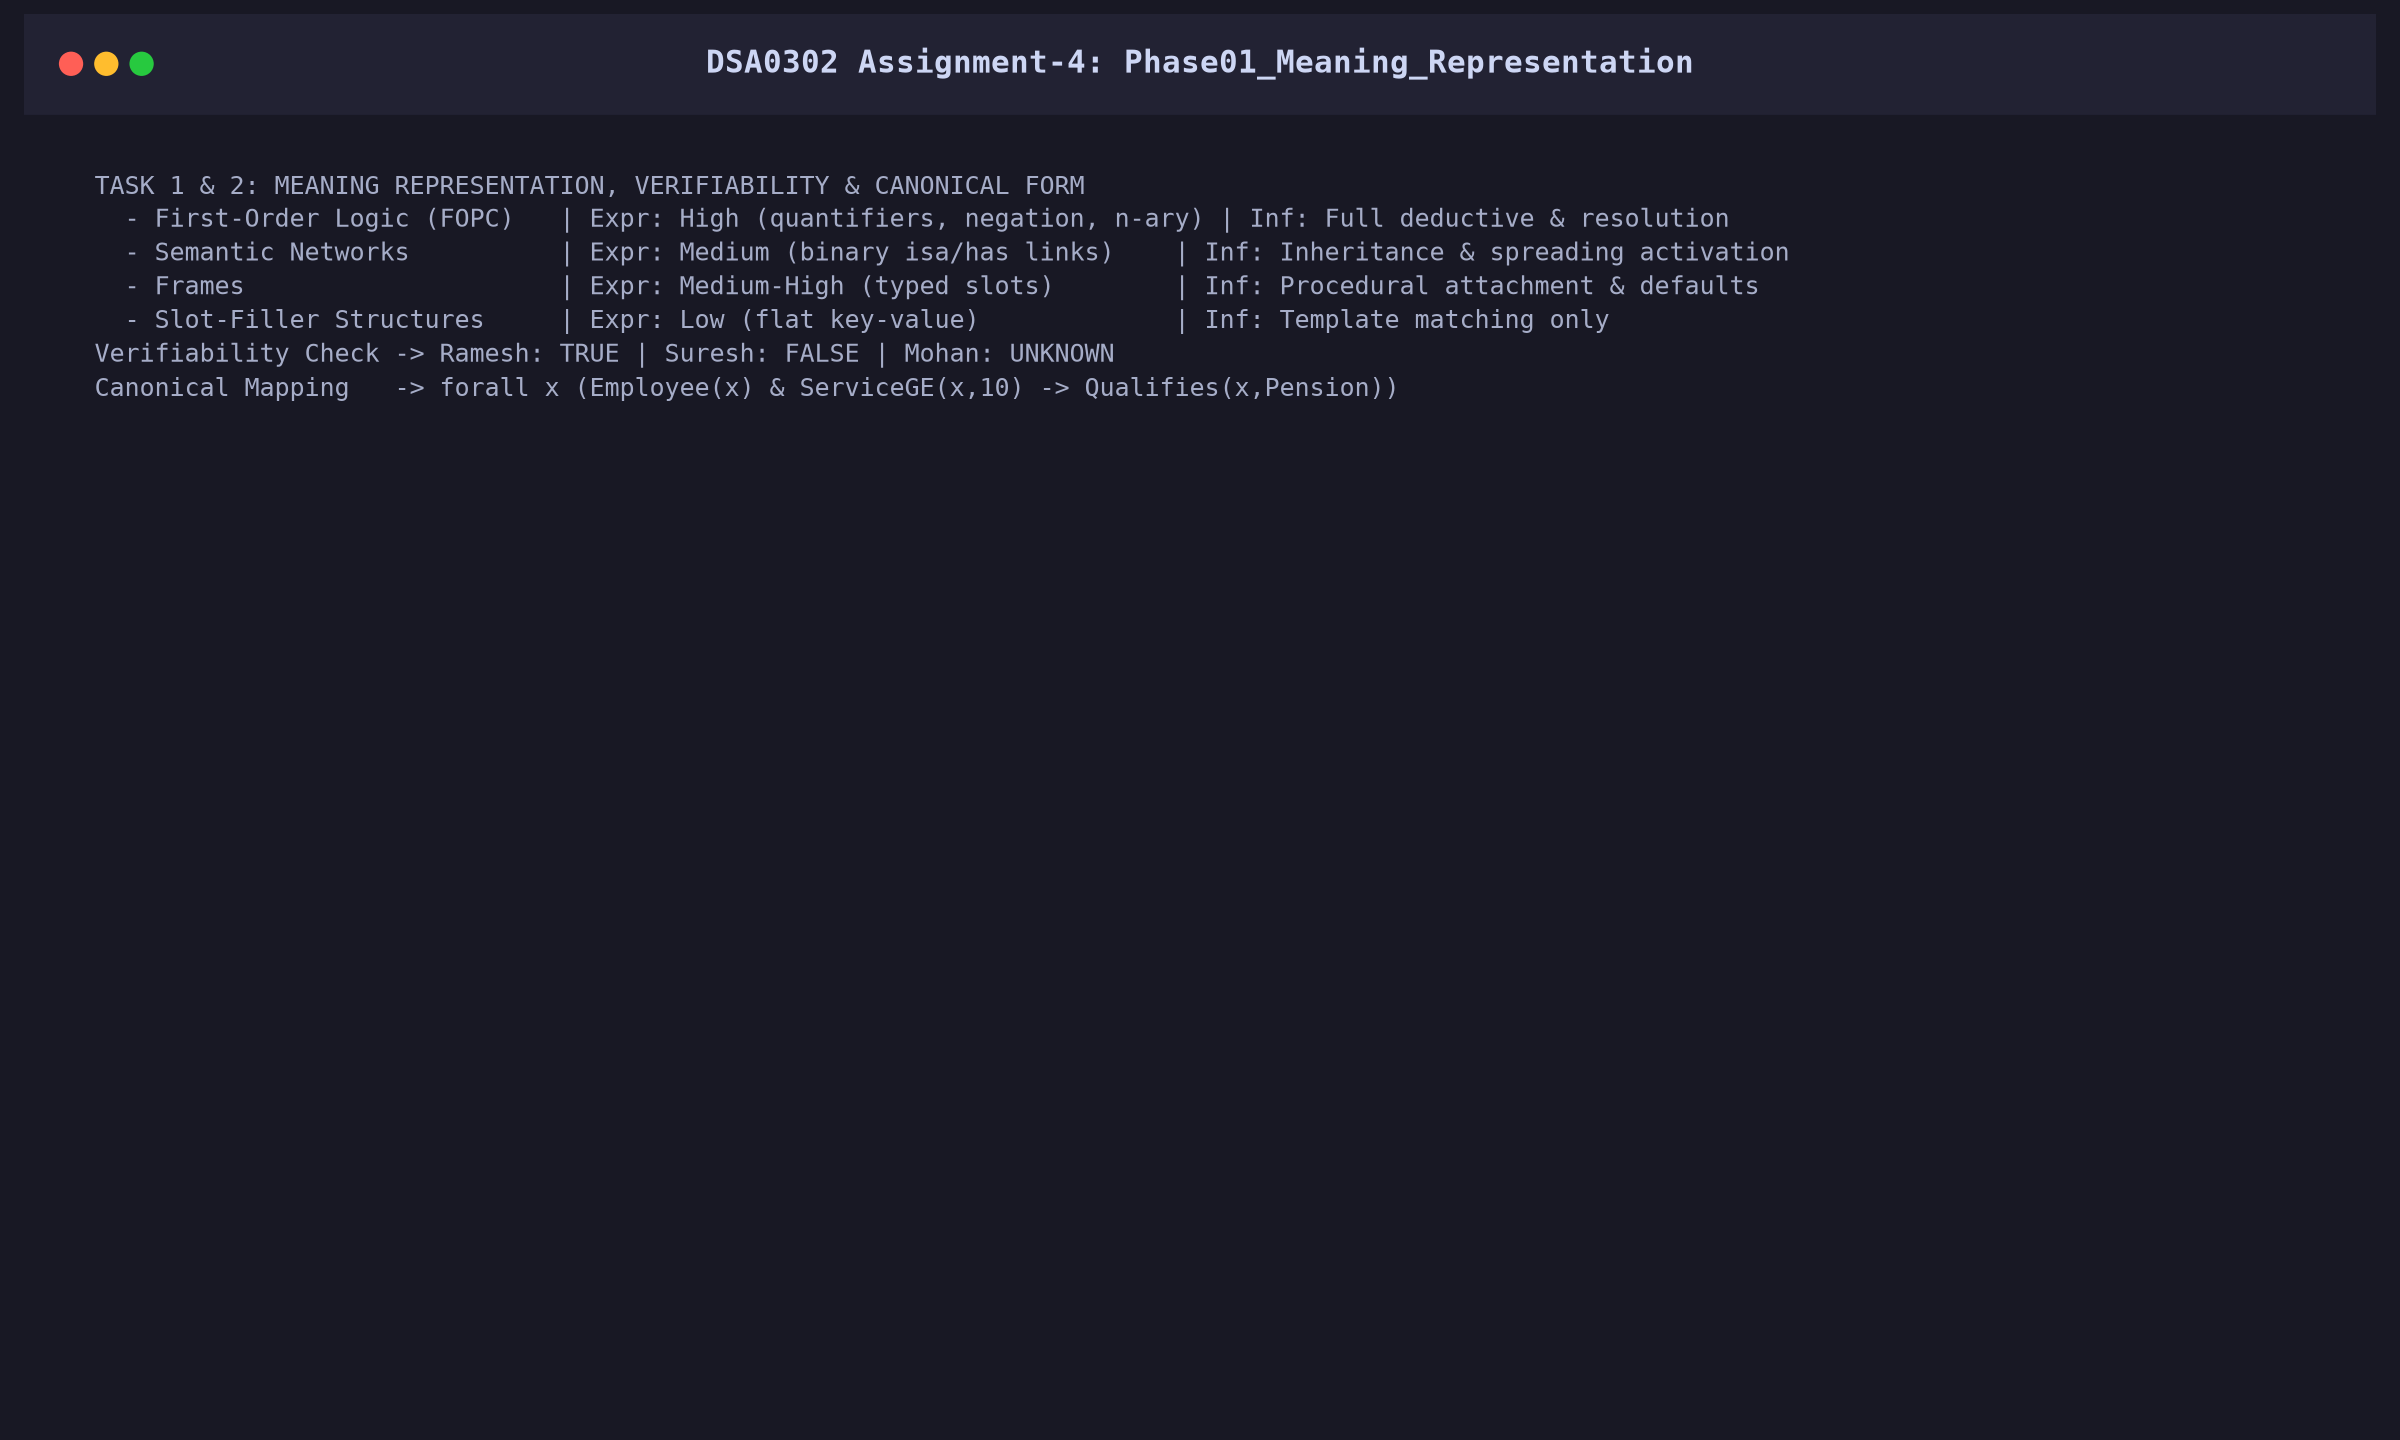 DSA0302 Assignment-4: Phase01_Meaning_Representation
TASK 1 & 2: MEANING REPRESENTATION, VERIFIABILITY & CANONICAL FORM
  - First-Order Logic (FOPC)   | Expr: High (quantifiers, negation, n-ary) | Inf: Full deductive & resolution
  - Semantic Networks          | Expr: Medium (binary isa/has links)    | Inf: Inheritance & spreading activation
  - Frames                     | Expr: Medium-High (typed slots)        | Inf: Procedural attachment & defaults
  - Slot-Filler Structures     | Expr: Low (flat key-value)             | Inf: Template matching only
Verifiability Check -> Ramesh: TRUE | Suresh: FALSE | Mohan: UNKNOWN
Canonical Mapping   -> forall x (Employee(x) & ServiceGE(x,10) -> Qualifies(x,Pension))